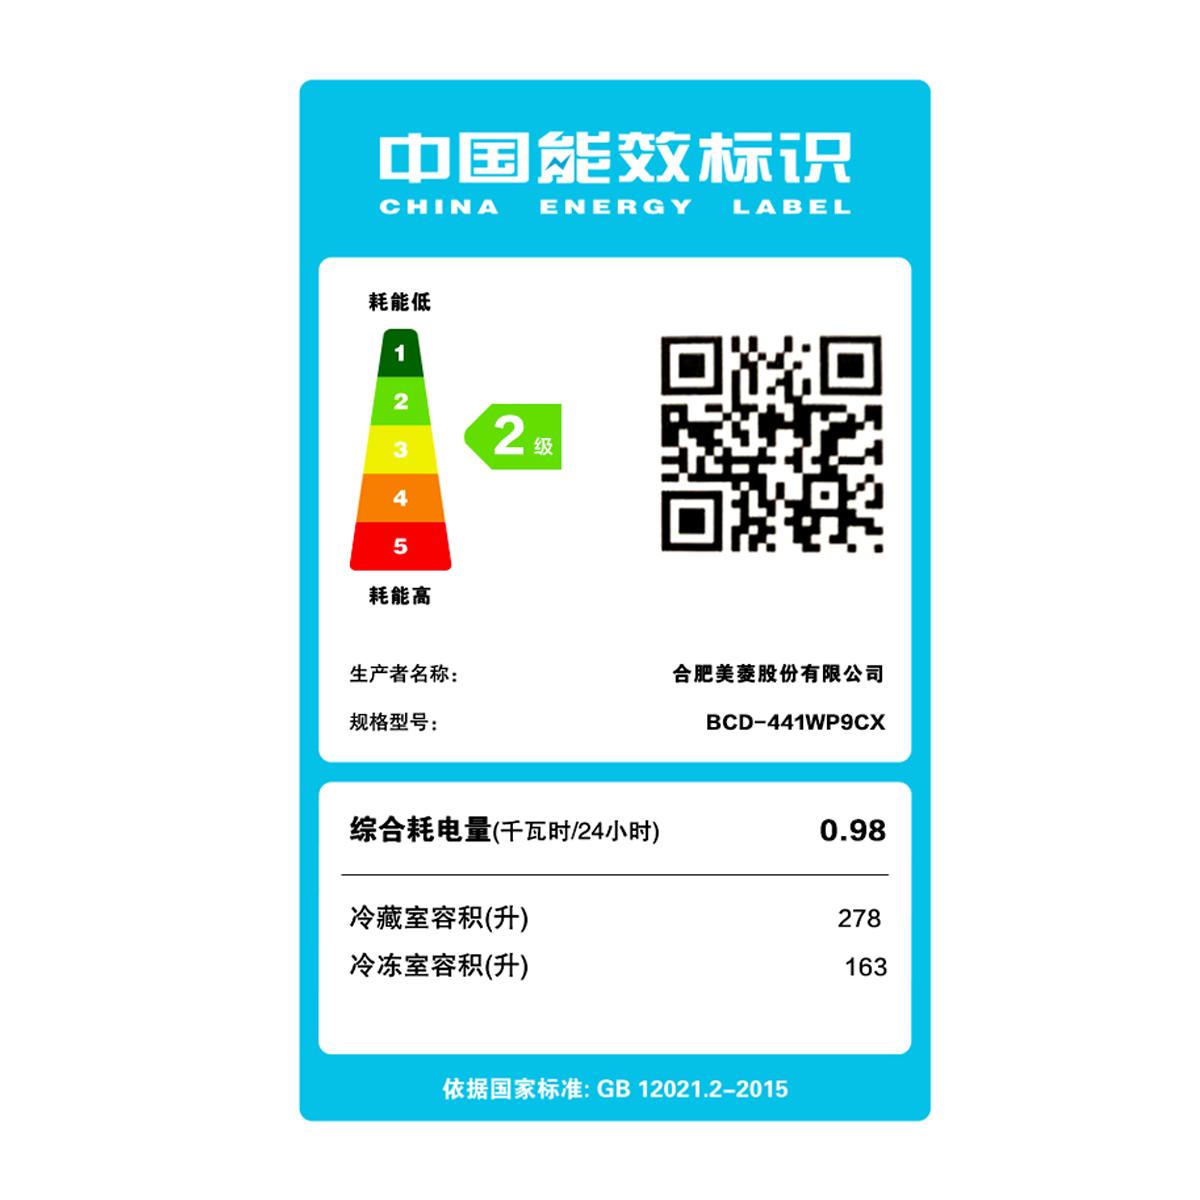 中国能效标识
CHINA ENERGY LABEL
耗能低
1
2
3
4
5
2级
耗能高
生产者名称: 合肥美菱股份有限公司
规格型号: BCD-441WP9CX
综合耗电量(千瓦时/24小时) 0.98
冷藏室容积(升) 278
冷冻室容积(升) 163
依据国家标准: GB 12021.2-2015